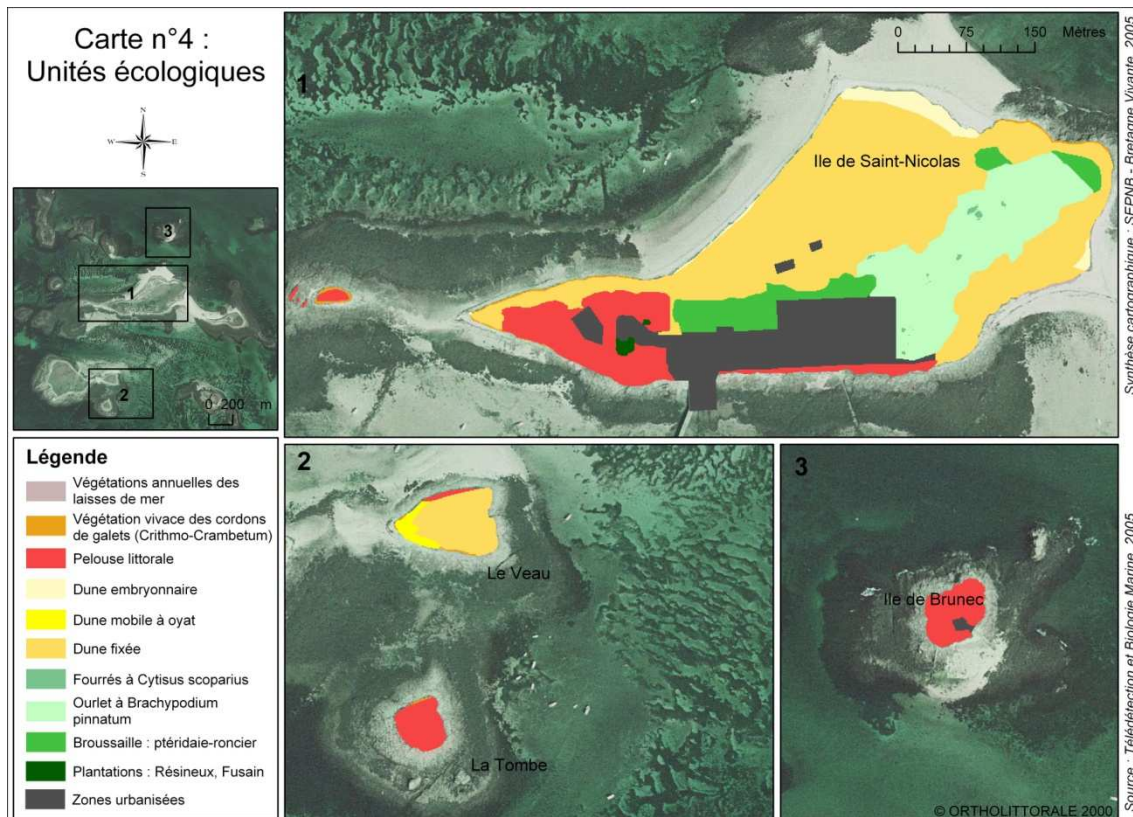 Carte n°4 :
Unités écologiques
N
W
E
S
3
1
2
0 200 m
1
0 75 150 Mètres
Ile de Saint-Nicolas
Légende
Végétations annuelles des
laisses de mer
Végétation vivace des cordons
de galets (Crithmo-Crambetum)
Pelouse littorale
Dune embryonnaire
Dune mobile à oyat
Dune fixée
Fourrés à Cytisus scoparius
Ourlet à Brachypodium
pinnatum
Broussaille : ptéridaie-roncier
Plantations : Résineux, Fusain
Zones urbanisées
2
Le Veau
La Tombe
3
Ile de Brunec
© ORTHOLITTORALE 2000
Synthèse cartographique : SEPNB - Bretagne Vivante, 2005
Source : Télédétection et Biologie Marine, 2005